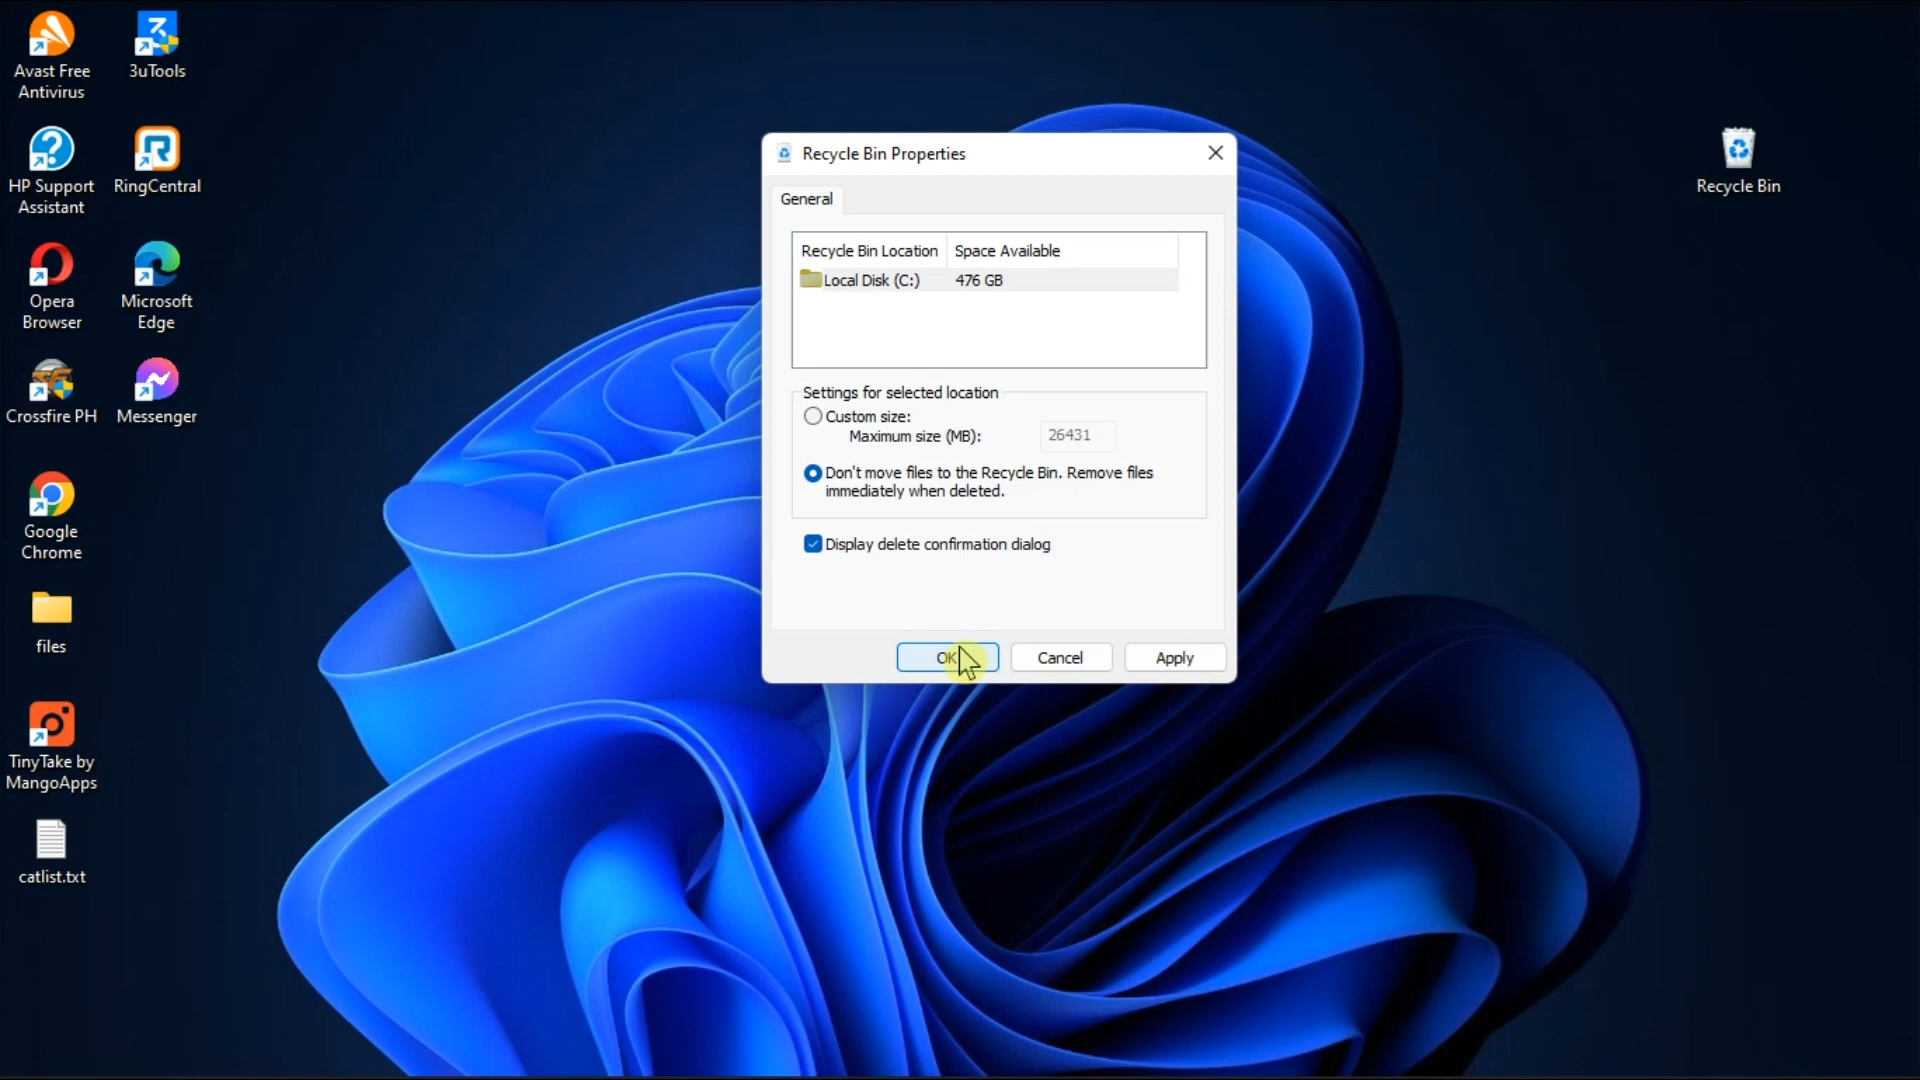 Avast Free
Antivirus
3uTools
HP Support
Assistant
RingCentral
Opera
Browser
Microsoft
Edge
Crossfire PH
Messenger
Google
Chrome
files
TinyTake by
MangoApps
catlist.txt
Recycle Bin Properties
General
Recycle Bin Location Space Available
Local Disk (C:) 476 GB
Settings for selected location
Custom size:
Maximum size (MB): 26431
Don't move files to the Recycle Bin. Remove files
immediately when deleted.
Display delete confirmation dialog
OK Cancel Apply
Recycle Bin